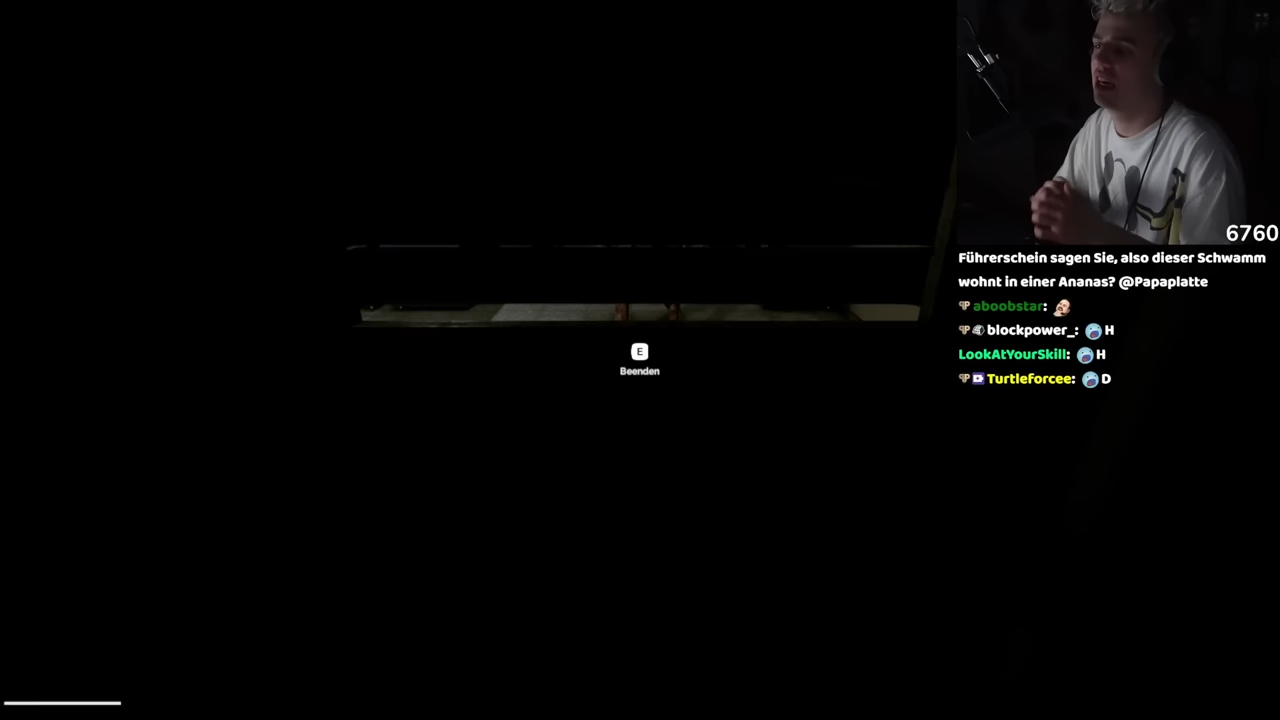 6760
Führerschein sagen Sie, also dieser Schwamm
wohnt in einer Ananas? @Papaplatte
aboobstar:
blockpower_: H
E
Beenden
LookAtYourSkill: H
Turtleforcee: D